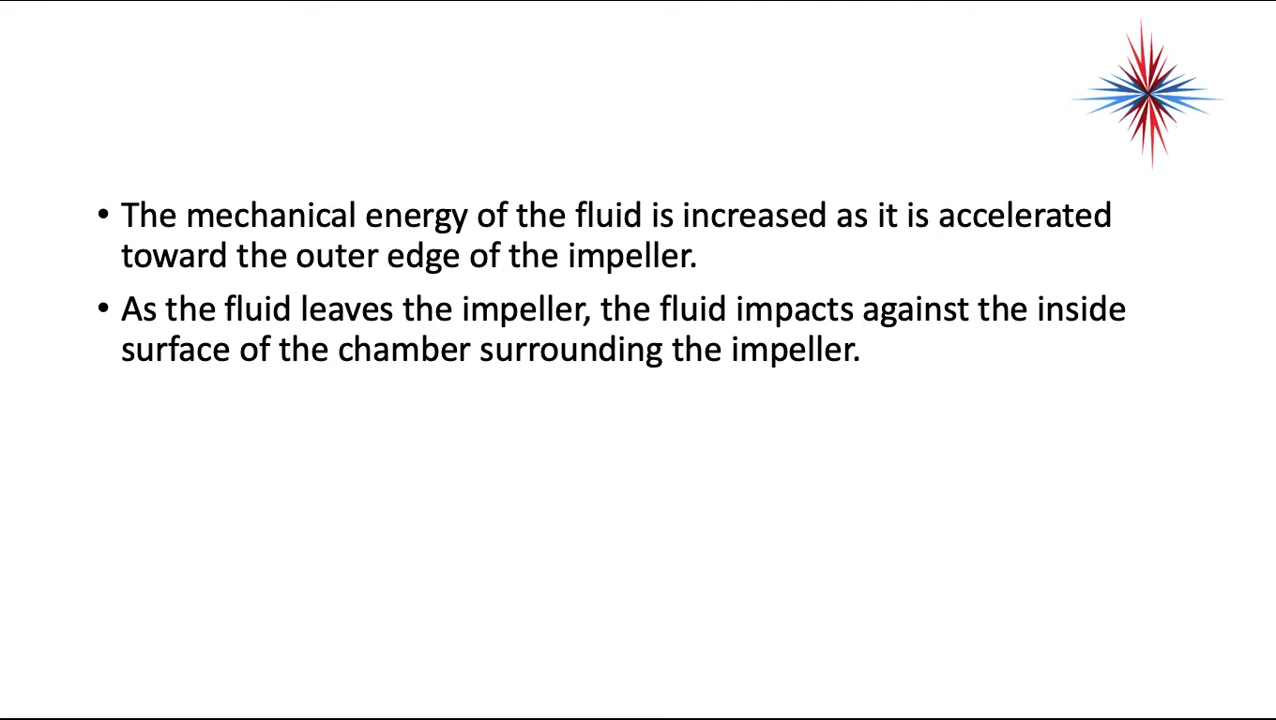 • The mechanical energy of the fluid is increased as it is accelerated
toward the outer edge of the impeller.
• As the fluid leaves the impeller, the fluid impacts against the inside
surface of the chamber surrounding the impeller.